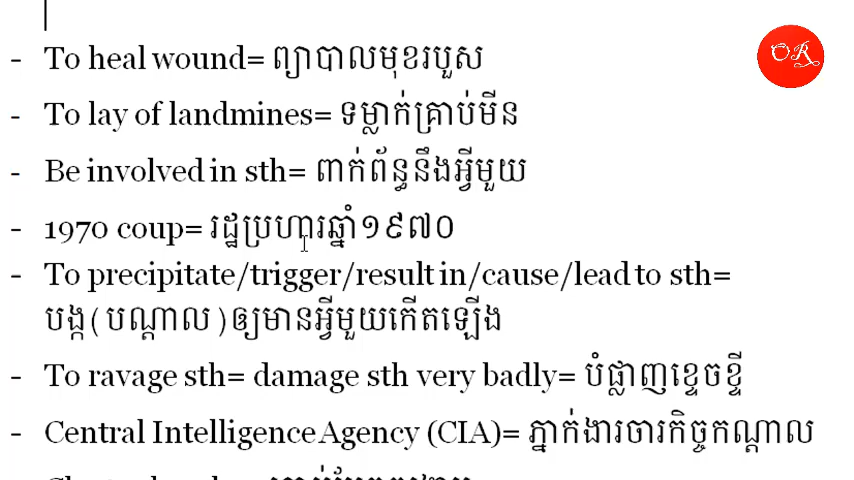 OR
- To heal wound= ព្យាបាលមុខរបួស
- To lay of landmines= ទម្លាក់គ្រាប់មីន
- Be involved in sth= ពាក់ព័ន្ធនឹងអ្វីមួយ
- 1970 coup= រដ្ឋប្រហារឆ្នាំ១៩៧០
- To precipitate/trigger/result in/cause/lead to sth=
បង្ក(បណ្តាល)ឲ្យមានអ្វីមួយកើតឡើង
- To ravage sth= damage sth very badly= បំផ្លាញខ្ទេចខ្ទី
- Central Intelligence Agency (CIA)= ភ្នាក់ងារចារកិច្ចកណ្តាល